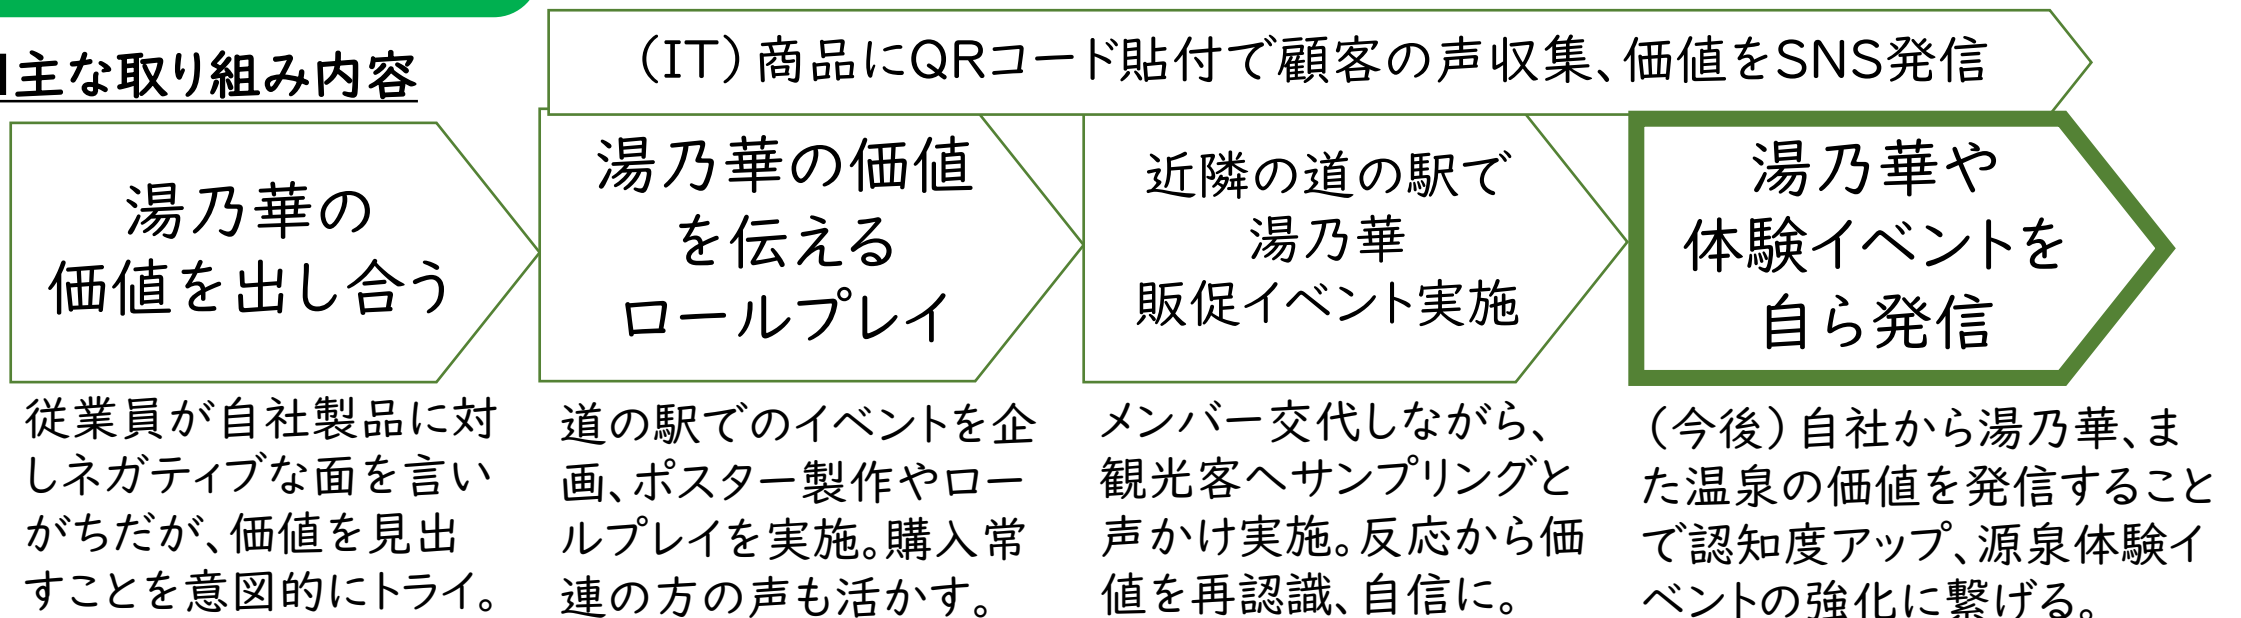 ■主な取り組み内容
(IT)商品にQRコード貼付で顧客の声収集、価値をSNS発信
湯乃華の
価値を出し合う
従業員が自社製品に対
しネガティブな面を言い
がちだが、価値を見出
すことを意図的にトライ。
湯乃華の価値
を伝える
ロールプレイ
道の駅でのイベントを企
画、ポスター製作やロー
ルプレイを実施。購入常
連の方の声も活かす。
近隣の道の駅で
湯乃華
販促イベント実施
メンバー交代しながら、
観光客へサンプリングと
声かけ実施。反応から価
値を再認識、自信に。
湯乃華や
体験イベントを
自ら発信
(今後)自社から湯乃華、ま
た温泉の価値を発信すること
で認知度アップ、源泉体験イ
ベントの強化に繋げる。